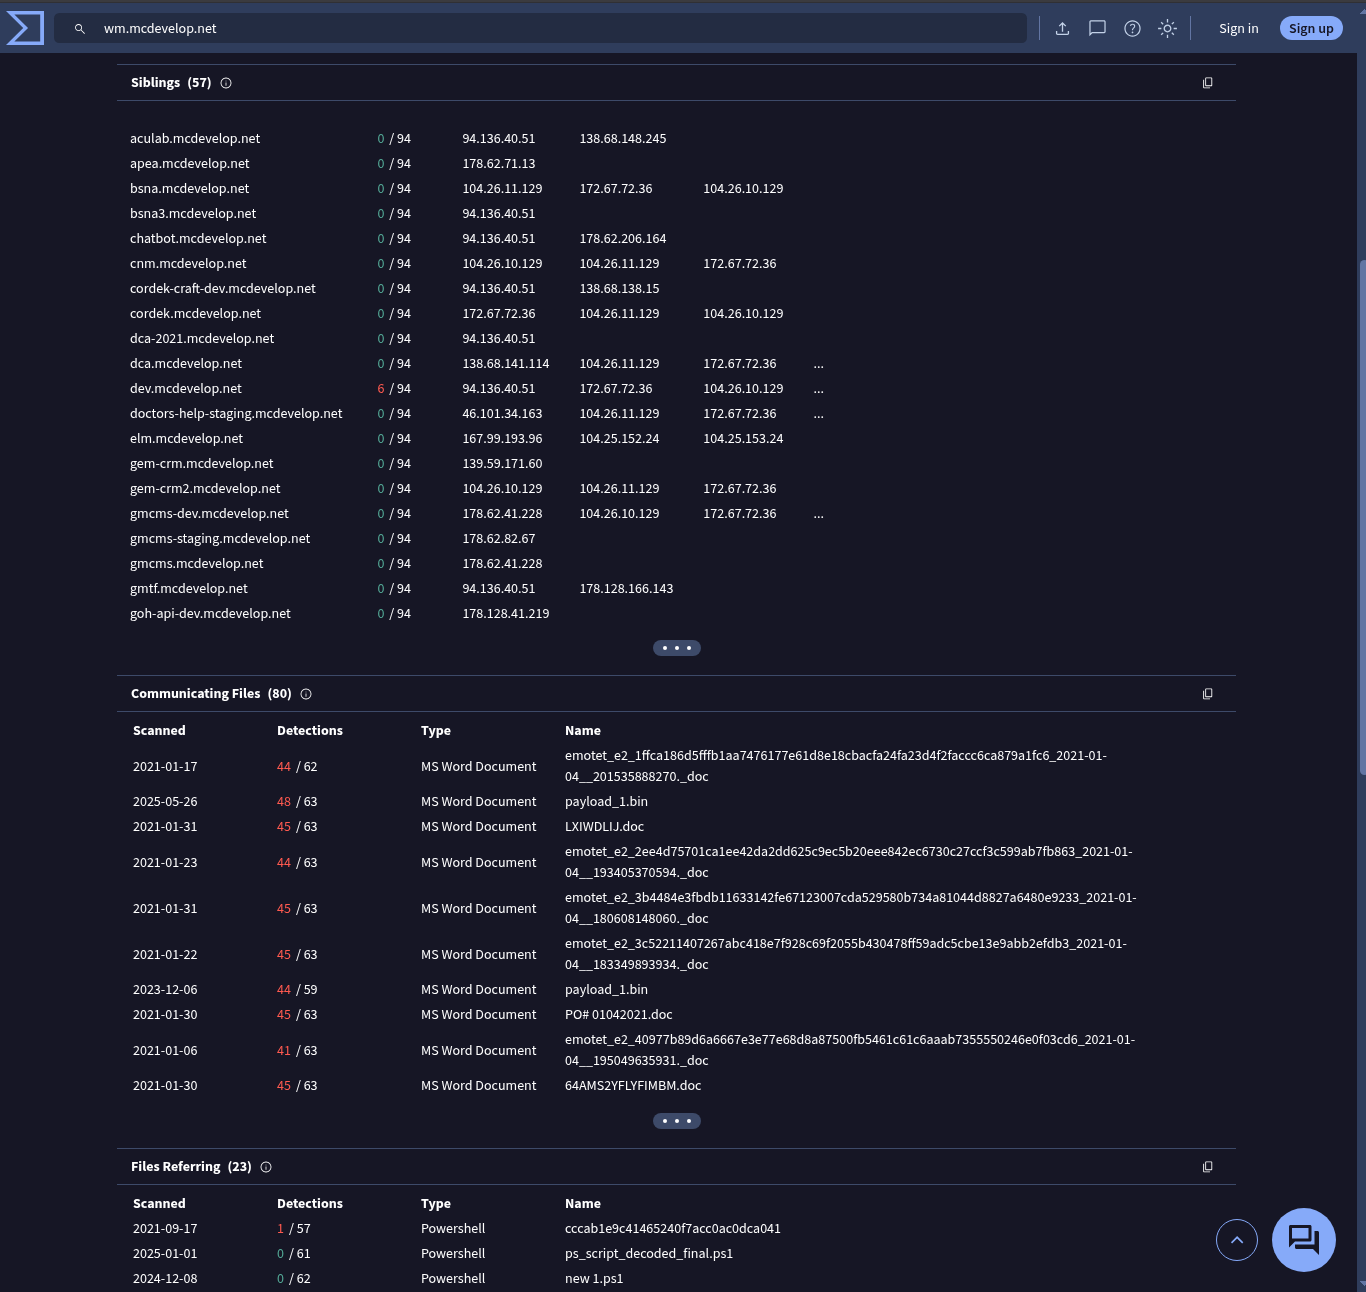 wm.mcdevelop.net
Sign in
Sign up
Siblings (57)
aculab.mcdevelop.net 0 / 94 94.136.40.51 138.68.148.245
apea.mcdevelop.net 0 / 94 178.62.71.13
bsna.mcdevelop.net 0 / 94 104.26.11.129 172.67.72.36 104.26.10.129
bsna3.mcdevelop.net 0 / 94 94.136.40.51
chatbot.mcdevelop.net 0 / 94 94.136.40.51 178.62.206.164
cnm.mcdevelop.net 0 / 94 104.26.10.129 104.26.11.129 172.67.72.36
cordek-craft-dev.mcdevelop.net 0 / 94 94.136.40.51 138.68.138.15
cordek.mcdevelop.net 0 / 94 172.67.72.36 104.26.11.129 104.26.10.129
dca-2021.mcdevelop.net 0 / 94 94.136.40.51
dca.mcdevelop.net 0 / 94 138.68.141.114 104.26.11.129 172.67.72.36 ...
dev.mcdevelop.net 6 / 94 94.136.40.51 172.67.72.36 104.26.10.129 ...
doctors-help-staging.mcdevelop.net 0 / 94 46.101.34.163 104.26.11.129 172.67.72.36 ...
elm.mcdevelop.net 0 / 94 167.99.193.96 104.25.152.24 104.25.153.24
gem-crm.mcdevelop.net 0 / 94 139.59.171.60
gem-crm2.mcdevelop.net 0 / 94 104.26.10.129 104.26.11.129 172.67.72.36
gmcms-dev.mcdevelop.net 0 / 94 178.62.41.228 104.26.10.129 172.67.72.36 ...
gmcms-staging.mcdevelop.net 0 / 94 178.62.82.67
gmcms.mcdevelop.net 0 / 94 178.62.41.228
gmtf.mcdevelop.net 0 / 94 94.136.40.51 178.128.166.143
goh-api-dev.mcdevelop.net 0 / 94 178.128.41.219
Communicating Files (80)
Scanned Detections Type Name
2021-01-17 44 / 62 MS Word Document emotet_e2_1ffca186d5fffb1aa7476177e61d8e18cbacfa24fa23d4f2faccc6ca879a1fc6_2021-01-
04__201535888270._doc
2025-05-26 48 / 63 MS Word Document payload_1.bin
2021-01-31 45 / 63 MS Word Document LXIWDLIJ.doc
2021-01-23 44 / 63 MS Word Document emotet_e2_2ee4d75701ca1ee42da2dd625c9ec5b20eee842ec6730c27ccf3c599ab7fb863_2021-01-
04__193405370594._doc
2021-01-31 45 / 63 MS Word Document emotet_e2_3b4484e3fbdb11633142fe67123007cda529580b734a81044d8827a6480e9233_2021-01-
04__180608148060._doc
2021-01-22 45 / 63 MS Word Document emotet_e2_3c52211407267abc418e7f928c69f2055b430478ff59adc5cbe13e9abb2efdb3_2021-01-
04__183349893934._doc
2023-12-06 44 / 59 MS Word Document payload_1.bin
2021-01-30 45 / 63 MS Word Document PO# 01042021.doc
2021-01-06 41 / 63 MS Word Document emotet_e2_40977b89d6a6667e3e77e68d8a87500fb5461c61c6aaab7355550246e0f03cd6_2021-01-
04__195049635931._doc
2021-01-30 45 / 63 MS Word Document 64AMS2YFLYFIMBM.doc
Files Referring (23)
Scanned Detections Type Name
2021-09-17 1 / 57 Powershell cccab1e9c41465240f7acc0ac0dca041
2025-01-01 0 / 61 Powershell ps_script_decoded_final.ps1
2024-12-08 0 / 62 Powershell new 1.ps1